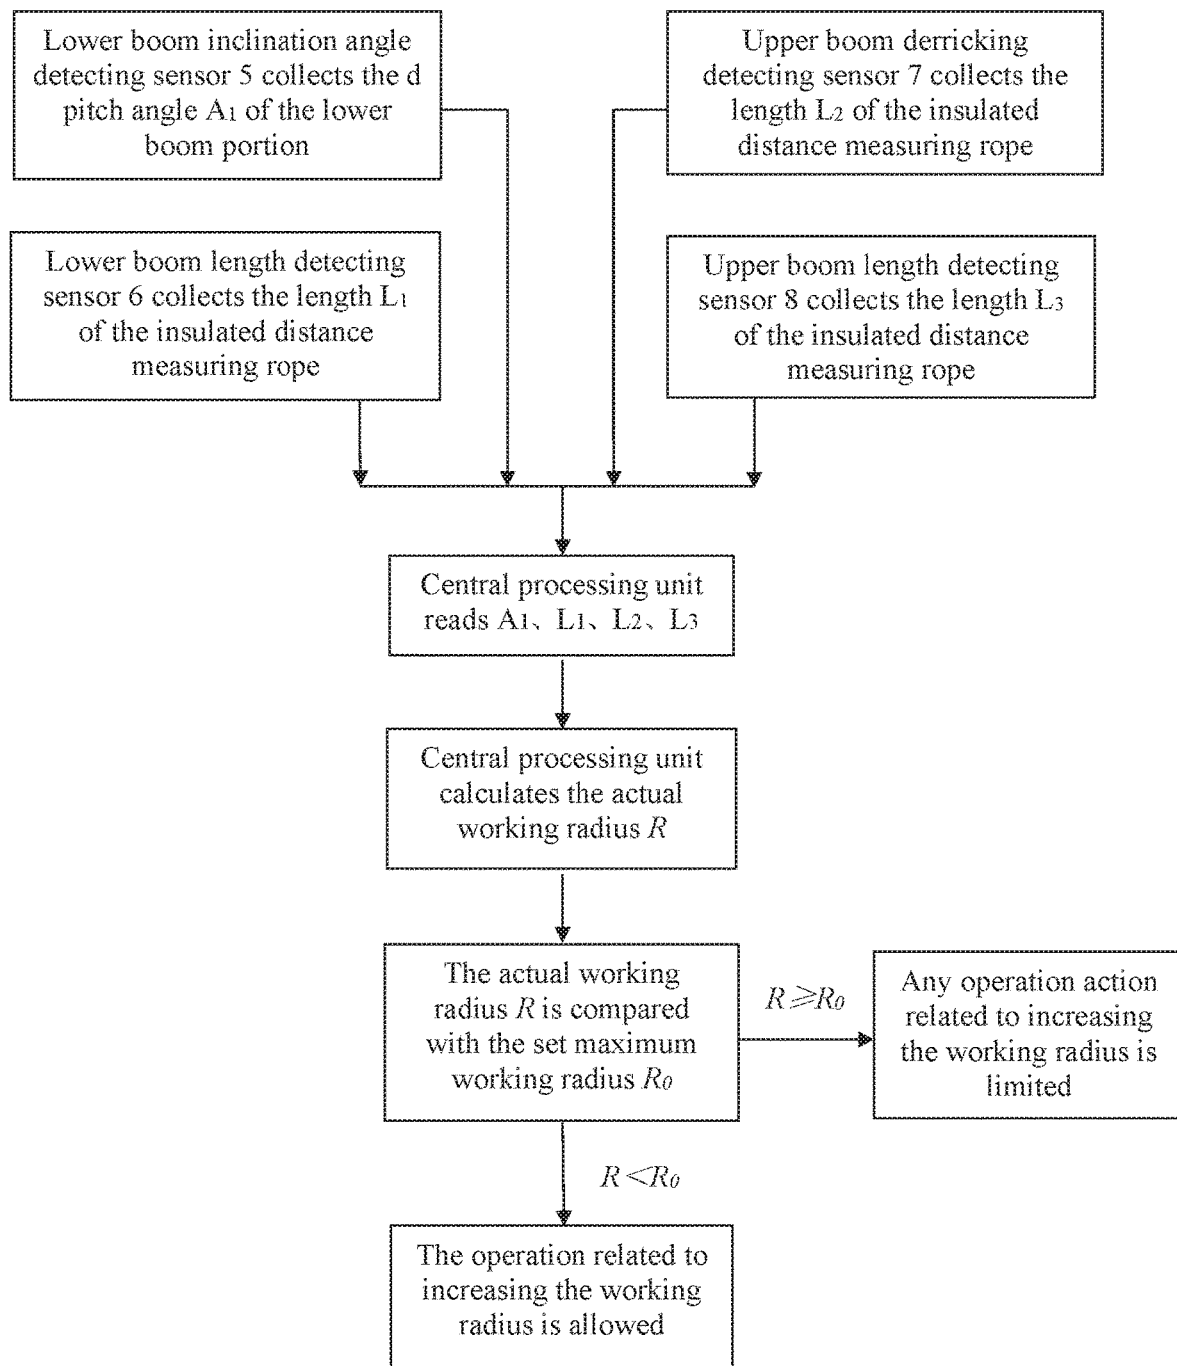 Lower boom inclination angle
detecting sensor 5 collects the d
pitch angle A1 of the lower
boom portion
Upper boom derricking
detecting sensor 7 collects the
length L2 of the insulated
distance measuring rope
Lower boom length detecting
sensor 6 collects the length L1
of the insulated distance
measuring rope
Upper boom length detecting
sensor 8 collects the length L3
of the insulated distance
measuring rope
Central processing unit
reads A1、L1、L2、L3
Central processing unit
calculates the actual
working radius R
The actual working
radius R is compared
with the set maximum
working radius R0
R⩾R0
Any operation action
related to increasing
the working radius is
limited
R<R0
The operation related to
increasing the working
radius is allowed